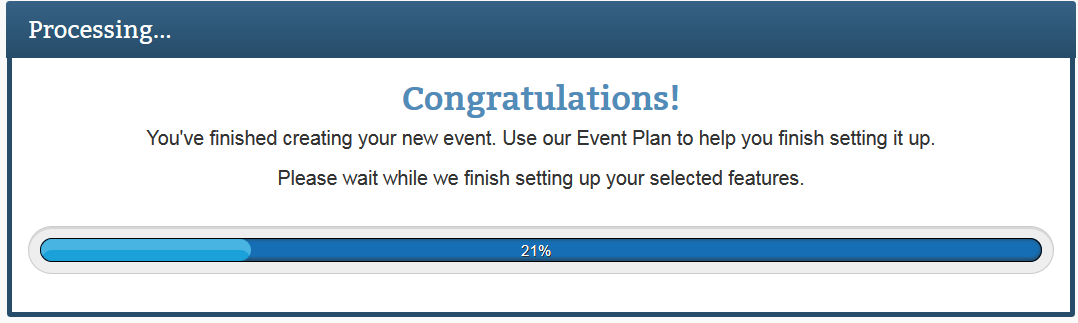 Processing...
Congratulations!
You've finished creating your new event. Use our Event Plan to help you finish setting it up.
Please wait while we finish setting up your selected features.
21%